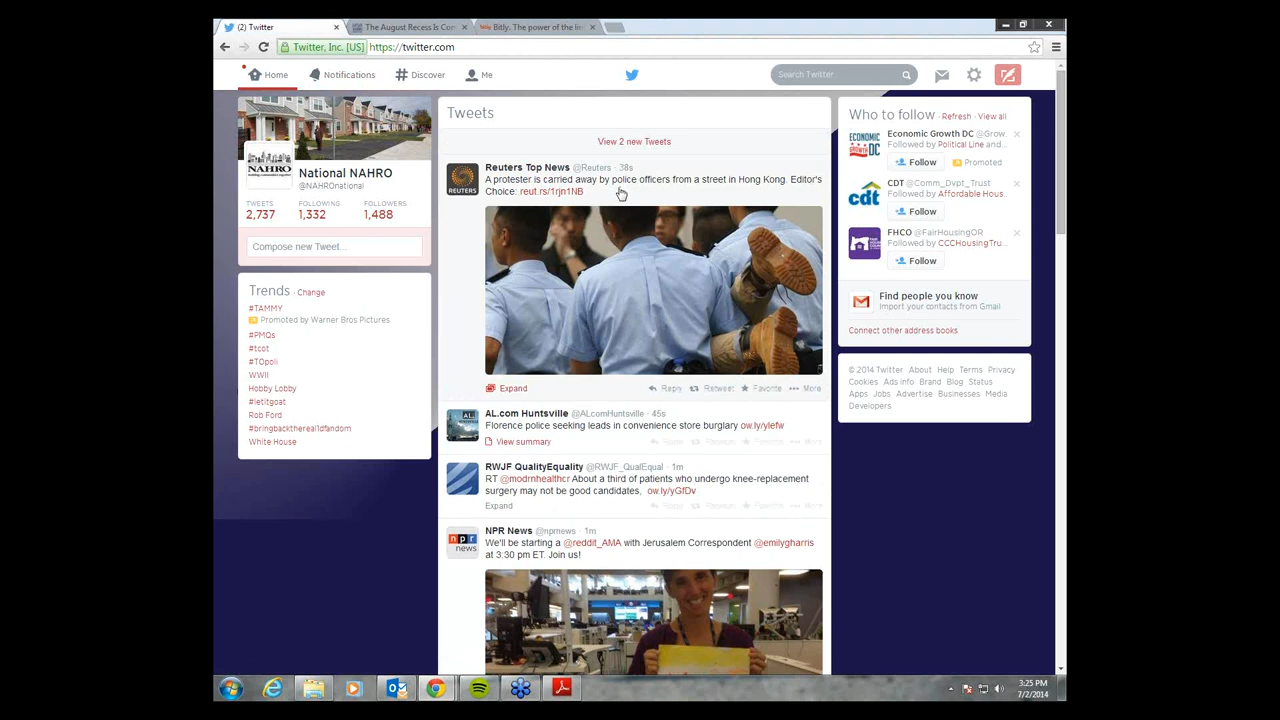 (2) Twitter
The August Recess Is Com
Bitly. The power of the lin
Twitter, Inc. [US] https://twitter.com
Home Notifications Discover Me
Search Twitter
NAHRO
National NAHRO
@NAHROnational
TWEETS FOLLOWING FOLLOWERS
2,737 1,332 1,488
Compose new Tweet...
Trends · Change
#TAMMY
Promoted by Warner Bros Pictures
#PMQs
#tcot
#TOpoli
WWII
Hobby Lobby
#letitgoat
Rob Ford
#bringbackthereal1dfandom
White House
Tweets
View 2 new Tweets
REUTERS
Reuters Top News @Reuters · 38s
A protester is carried away by police officers from a street in Hong Kong. Editor's
Choice: reut.rs/1rjn1NB
Expand Reply Retweet Favorite More
AL.
AL.com Huntsville @ALcomHuntsville · 45s
Florence police seeking leads in convenience store burglary ow.ly/ylefw
View summary
RWJF QualityEquality @RWJF_QualEqual · 1m
RT @modrnhealthcr About a third of patients who undergo knee-replacement
surgery may not be good candidates, ow.ly/yGfDv
Expand
npr
news
NPR News @nprnews · 1m
We'll be starting a @reddit_AMA with Jerusalem Correspondent @emilygharris
at 3:30 pm ET. Join us!
Who to follow · Refresh · View all
ECONOMIC
GROWTH DC
Economic Growth DC @Grow..
Followed by Political Line and...
Follow Promoted
cdt
CDT @Comm_Dvpt_Trust
Followed by Affordable Hous..
Follow
FHCO @FairHousingOR
Followed by CCCHousingTru...
Follow
Find people you know
Import your contacts from Gmail
Connect other address books
© 2014 Twitter About Help Terms Privacy
Cookies Ads info Brand Blog Status
Apps Jobs Advertise Businesses Media
Developers
3:25 PM
7/2/2014